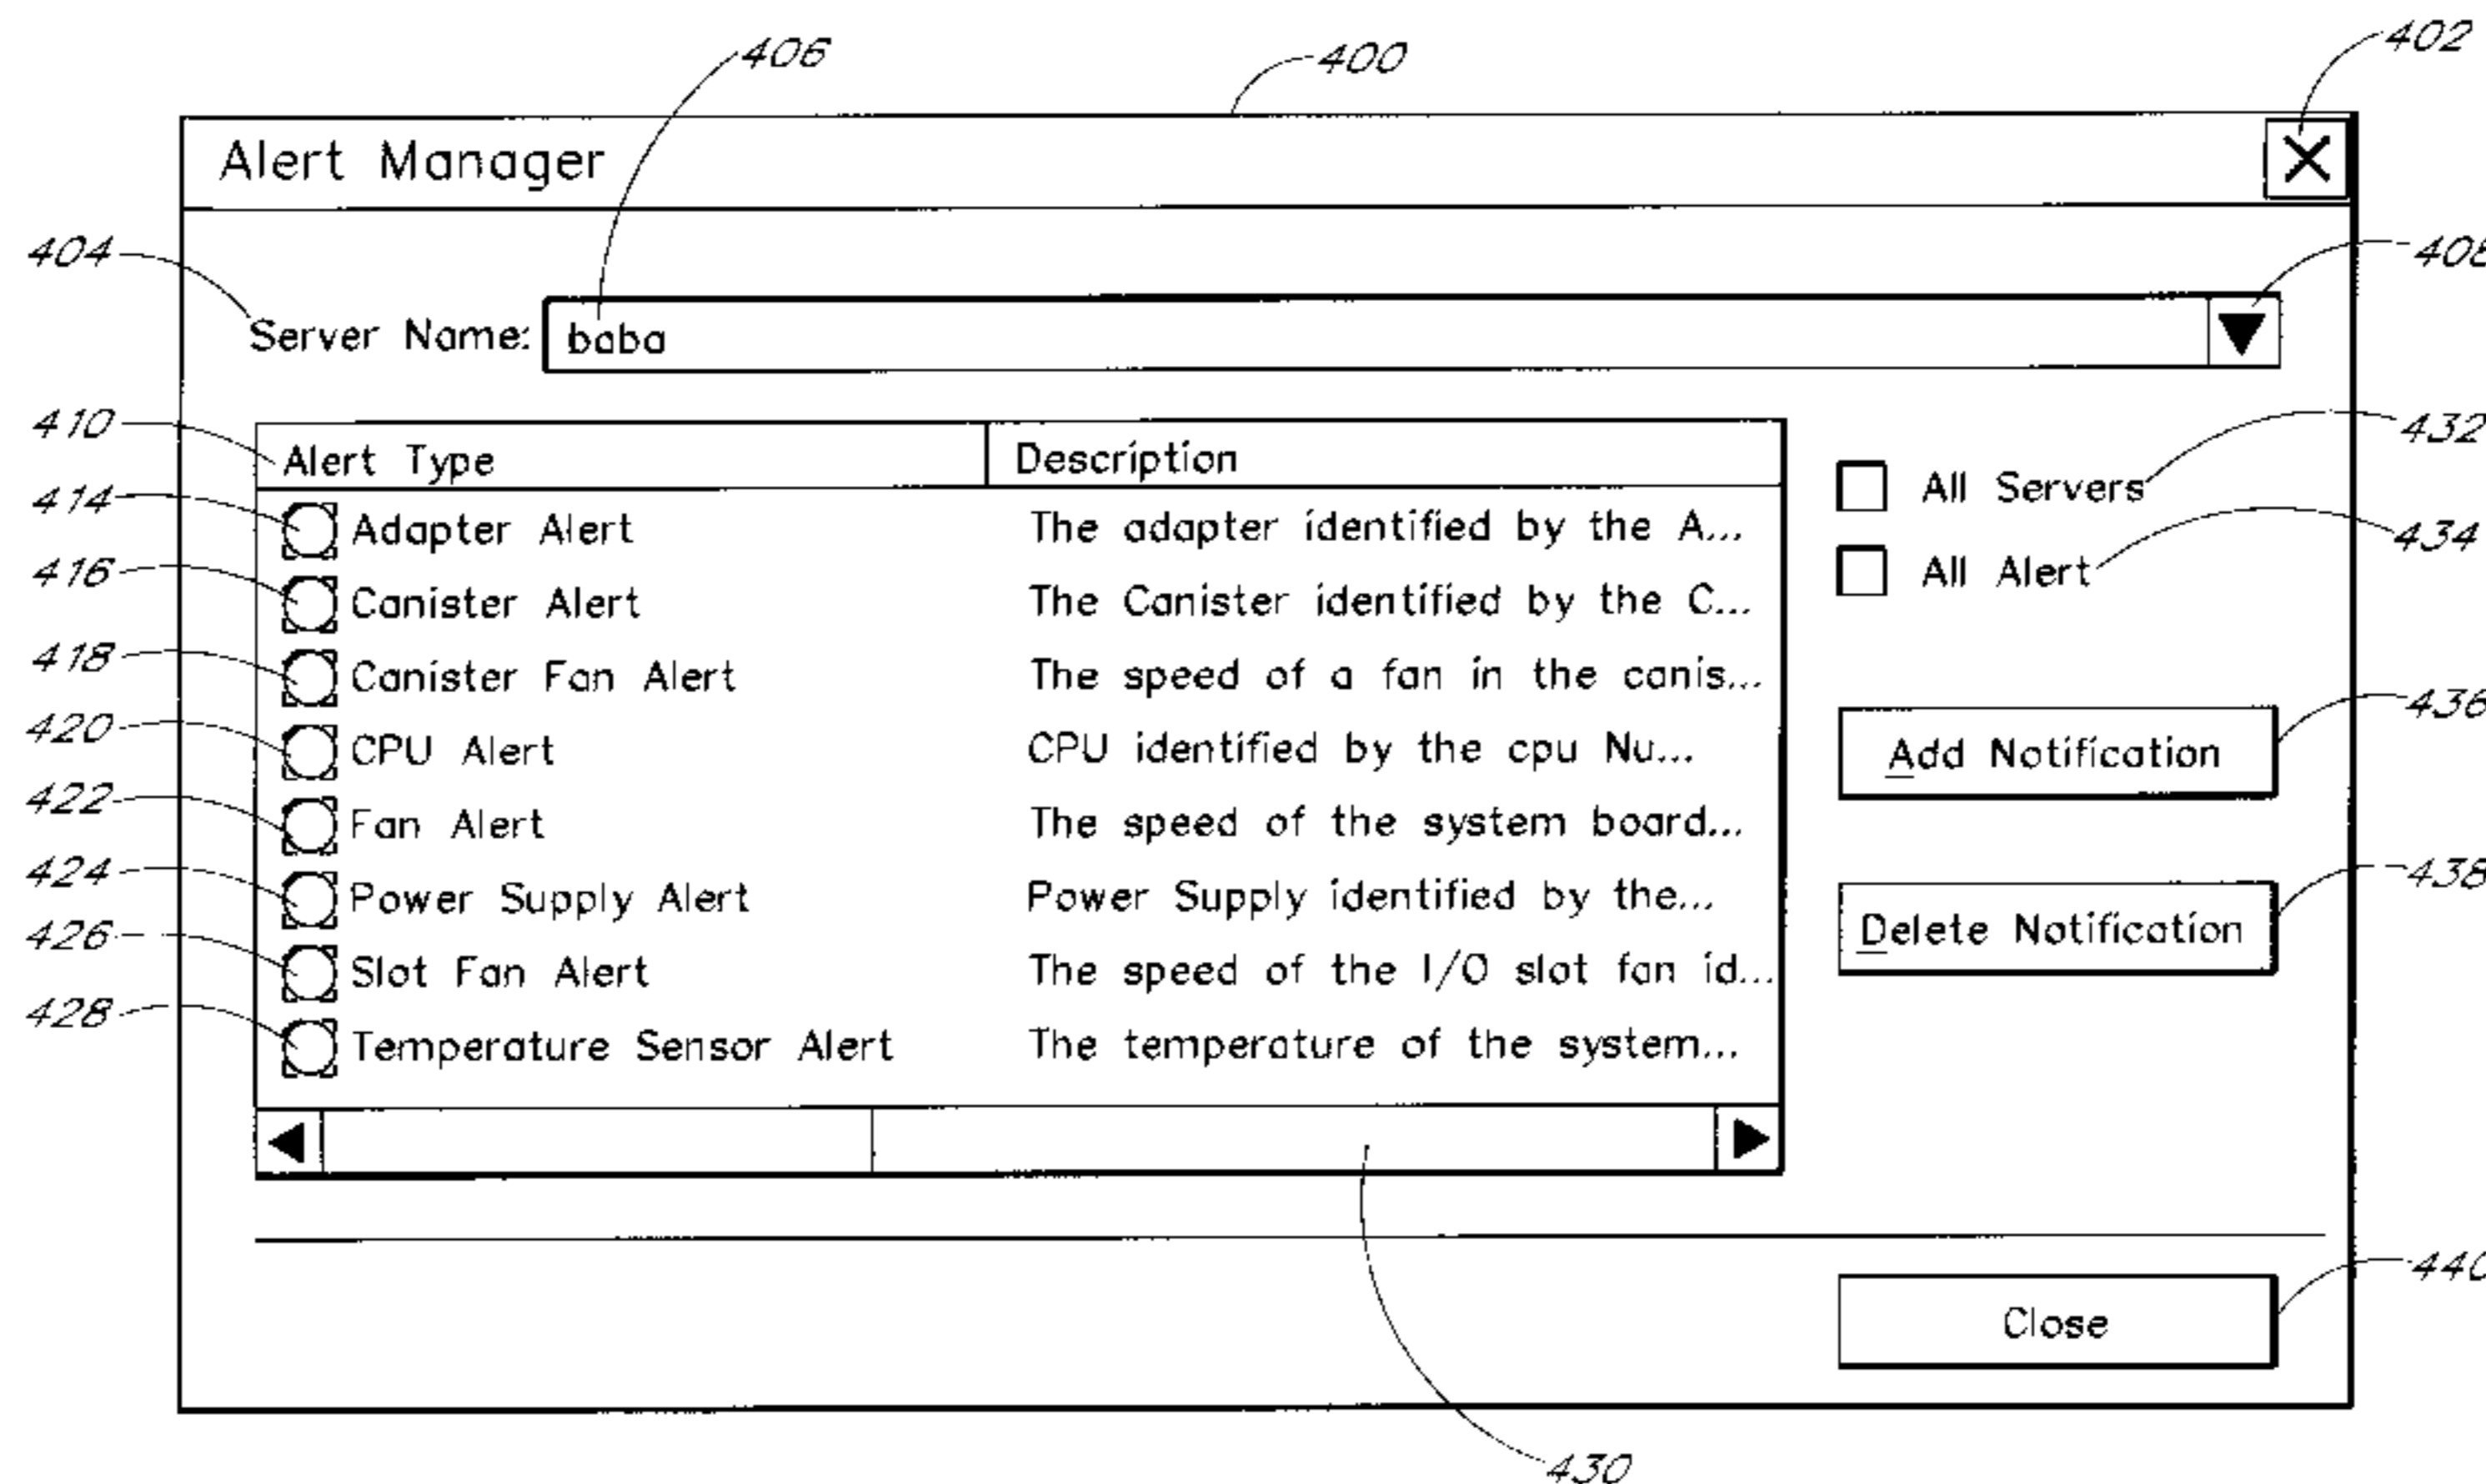 406 400 402
Alert Manager
404 408
Server Name: baba
410 432
Alert Type Description
All Servers
414 Adapter Alert The adapter identified by the A...
434
All Alert
416 Canister Alert The Canister identified by the C...
418 Canister Fan Alert The speed of a fan in the canis...
436
420 CPU Alert CPU identified by the cpu Nu...
Add Notification
422 Fan Alert The speed of the system board...
438
424 Power Supply Alert Power Supply identified by the...
Delete Notification
426 Slot Fan Alert The speed of the I/O slot fan id...
428 Temperature Sensor Alert The temperature of the system...
440
Close
430